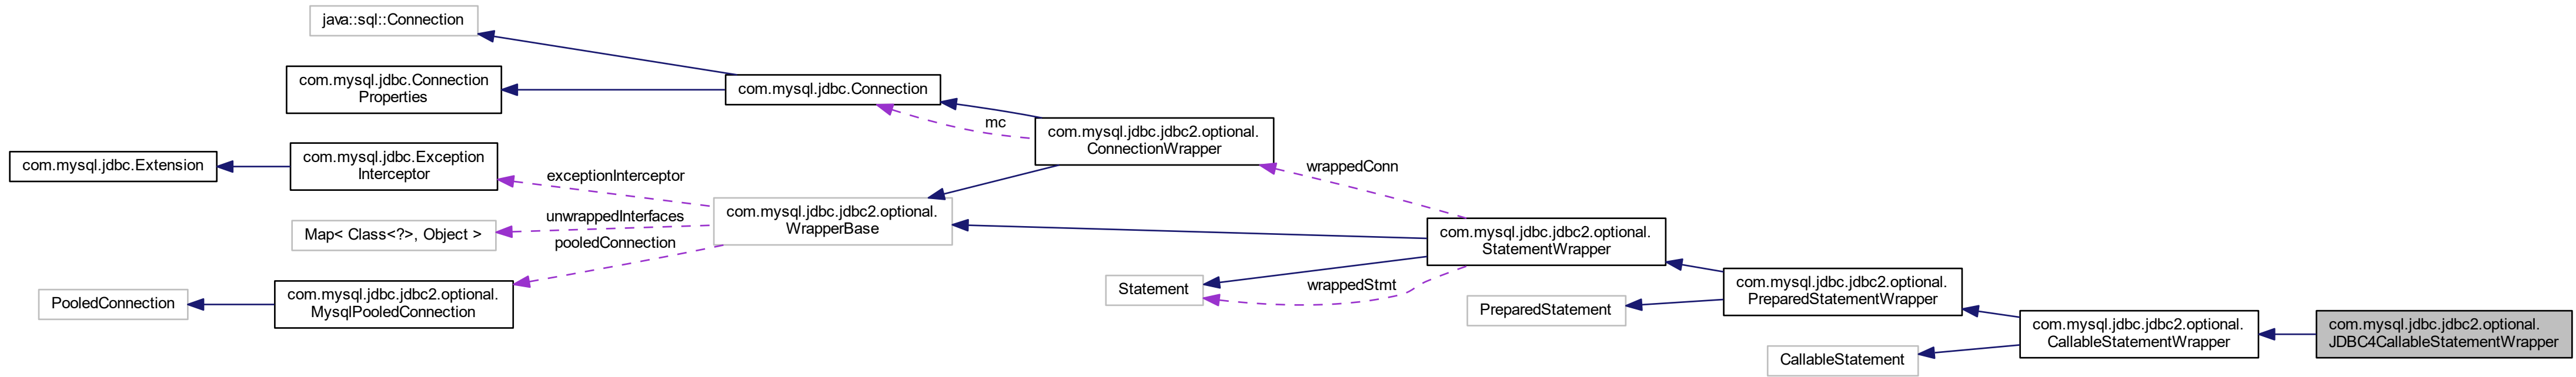 java::sql::Connection
com.mysql.jdbc.Connection
Properties
com.mysql.jdbc.Connection
mc
com.mysql.jdbc.jdbc2.optional.
ConnectionWrapper
com.mysql.jdbc.Extension
com.mysql.jdbc.Exception
Interceptor
exceptionInterceptor
wrappedConn
unwrappedInterfaces
Map< Class<?>, Object >
pooledConnection
com.mysql.jdbc.jdbc2.optional.
WrapperBase
com.mysql.jdbc.jdbc2.optional.
StatementWrapper
PooledConnection
com.mysql.jdbc.jdbc2.optional.
MysqlPooledConnection
Statement
wrappedStmt
com.mysql.jdbc.jdbc2.optional.
PreparedStatementWrapper
PreparedStatement
com.mysql.jdbc.jdbc2.optional.
CallableStatementWrapper
com.mysql.jdbc.jdbc2.optional.
JDBC4CallableStatementWrapper
CallableStatement